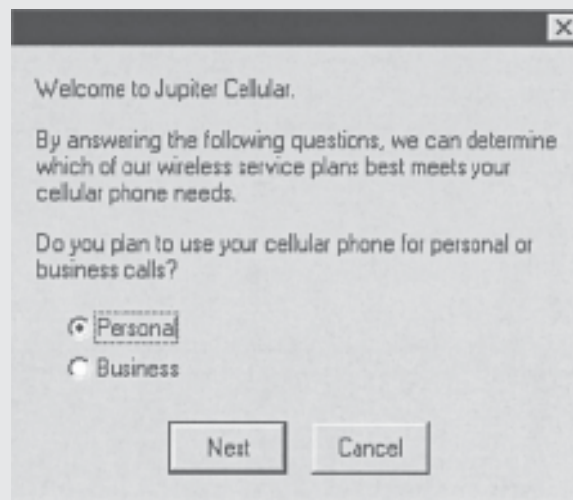 Welcome to Jupiter Cellular.
By answering the following questions, we can determine
which of our wireless service plans best meets your
cellular phone needs.
Do you plan to use your cellular phone for personal or
business calls?
Personal
Business
Next
Cancel